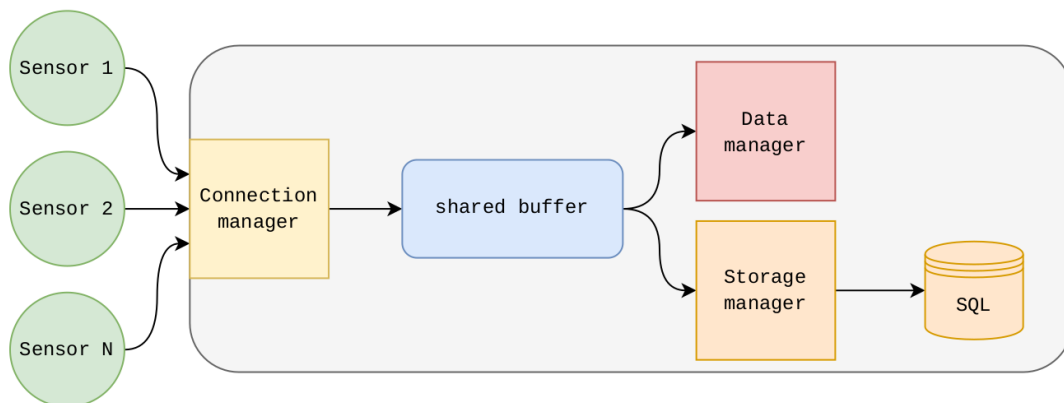 Sensor 1
Sensor 2
Sensor N
Connection
manager
shared buffer
Data
manager
Storage
manager
SQL